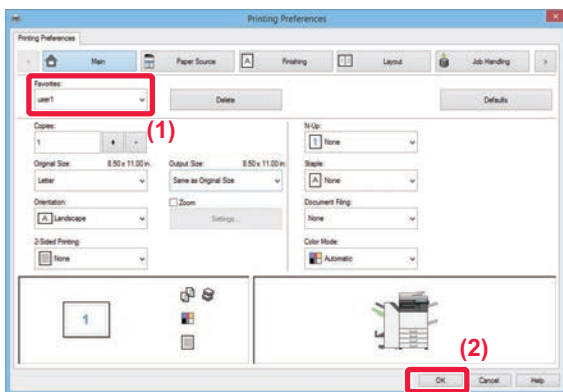 Printing Preferences
Printing Preferences
Main Paper Source A Finishing Layout Job Handling
Favorites:
user1 Delete Defaults
(1)
Copies: N-Up:
1 + - 1 None
Original Size: 8.50 x 11.00 in. Output Size: 8.50 x 11.00 in. Staple:
Letter Same as Original Size A None
Orientation: Zoom Document Filing:
A Landscape Settings... None
2-Sided Printing: Color Mode:
None Automatic
1
(2)
OK Cancel Help